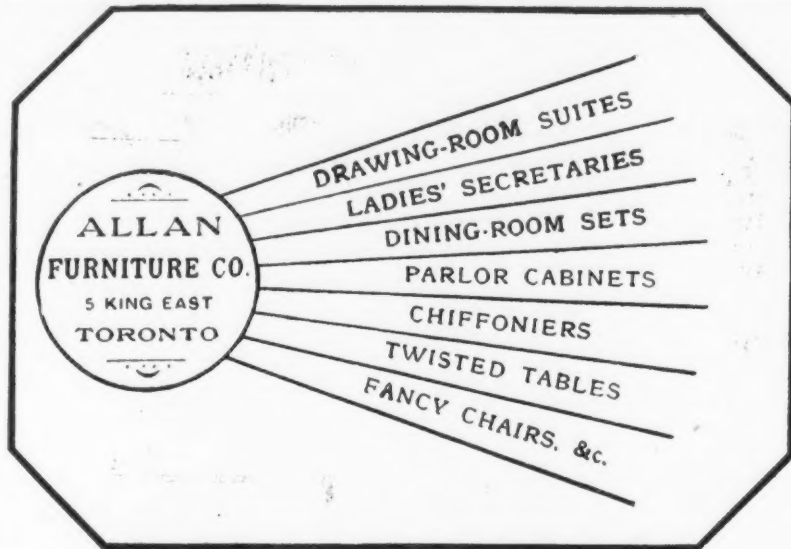 ALLAN
FURNITURE CO.
5 KING EAST
TORONTO
DRAWING-ROOM SUITES
LADIES' SECRETARIES
DINING-ROOM SETS
PARLOR CABINETS
CHIFFONIERS
TWISTED TABLES
FANCY CHAIRS, &c.